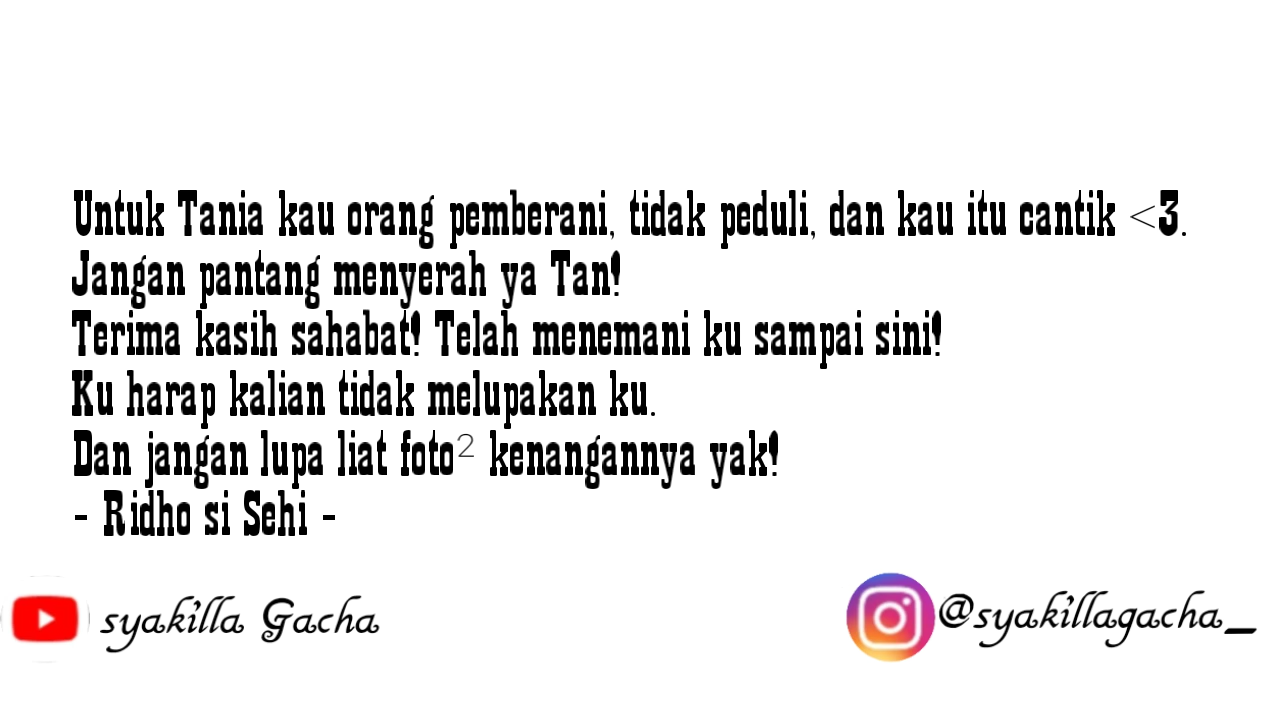 Untuk Tania kau orang pemberani, tidak peduli, dan kau itu cantik <3.
Jangan pantang menyerah ya Tan!
Terima kasih sahabat! Telah menemani ku sampai sini!
Ku harap kalian tidak melupakan ku.
Dan jangan lupa liat foto² kenangannya yak!
- Ridho si Sehi -
syakilla Gacha
@syakillagacha_